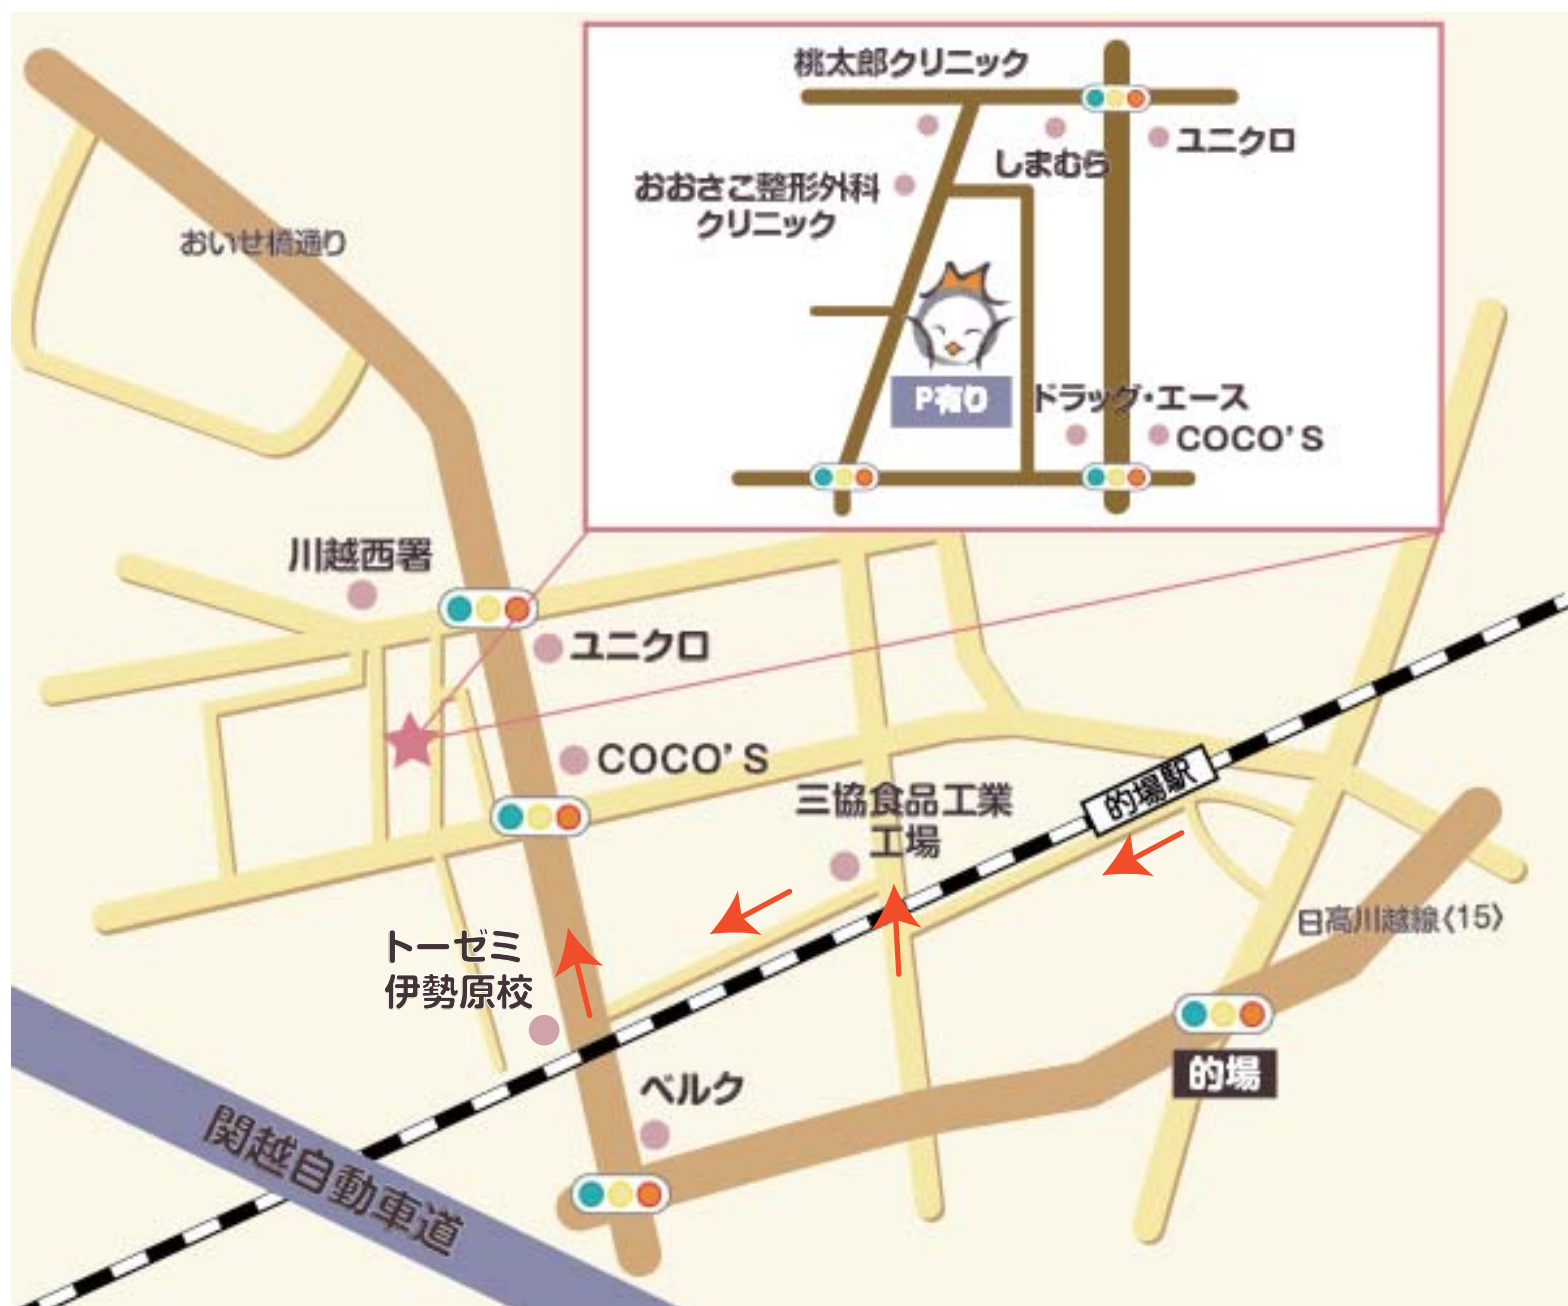 桃太郎クリニック
ユニクロ
しまむら
おおさこ整形外科
クリニック
おいせ橋通り
P有り
ドラッグ・エース
COCO'S
川越西署
ユニクロ
COCO'S
的場駅
三協食品工業
工場
日高川越線〈15〉
トーゼミ
伊勢原校
的場
ベルク
関越自動車道